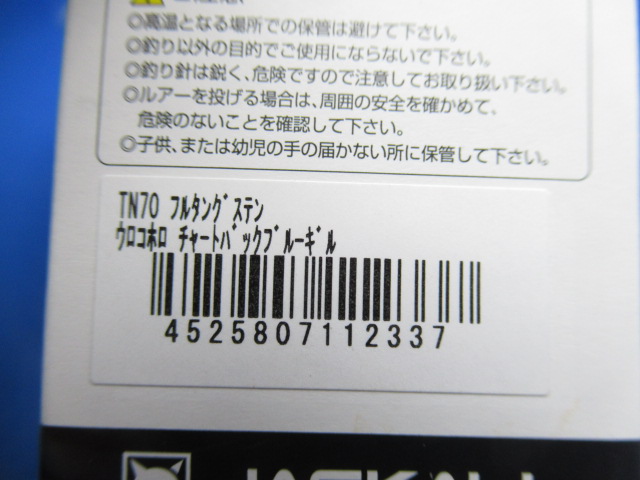 ◎高温となる場所での保管は避けて下さい。
◎釣り以外の目的でご使用にならないで下さい。
◎釣り針は鋭く、危険ですので注意してお取り扱い下さい。
◎ルアーを投げる場合は、周囲の安全を確かめて、
危険のないことを確認して下さい。
◎子供、または幼児の手の届かない所に保管して下さい。
TN70 フルタングステン
ウロコホロ チャートバックブルーギル
4525807112337